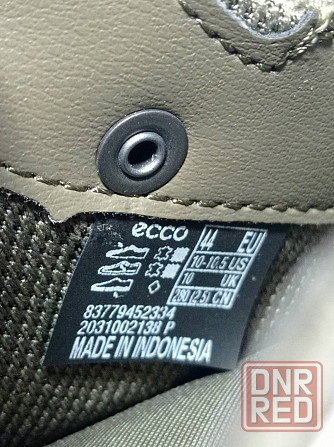 ecco
44 EU
10-10.5 US
10 UK
280(2.5) CN
83779452334
2031002138 P
MADE IN INDONESIA
DNR
RED